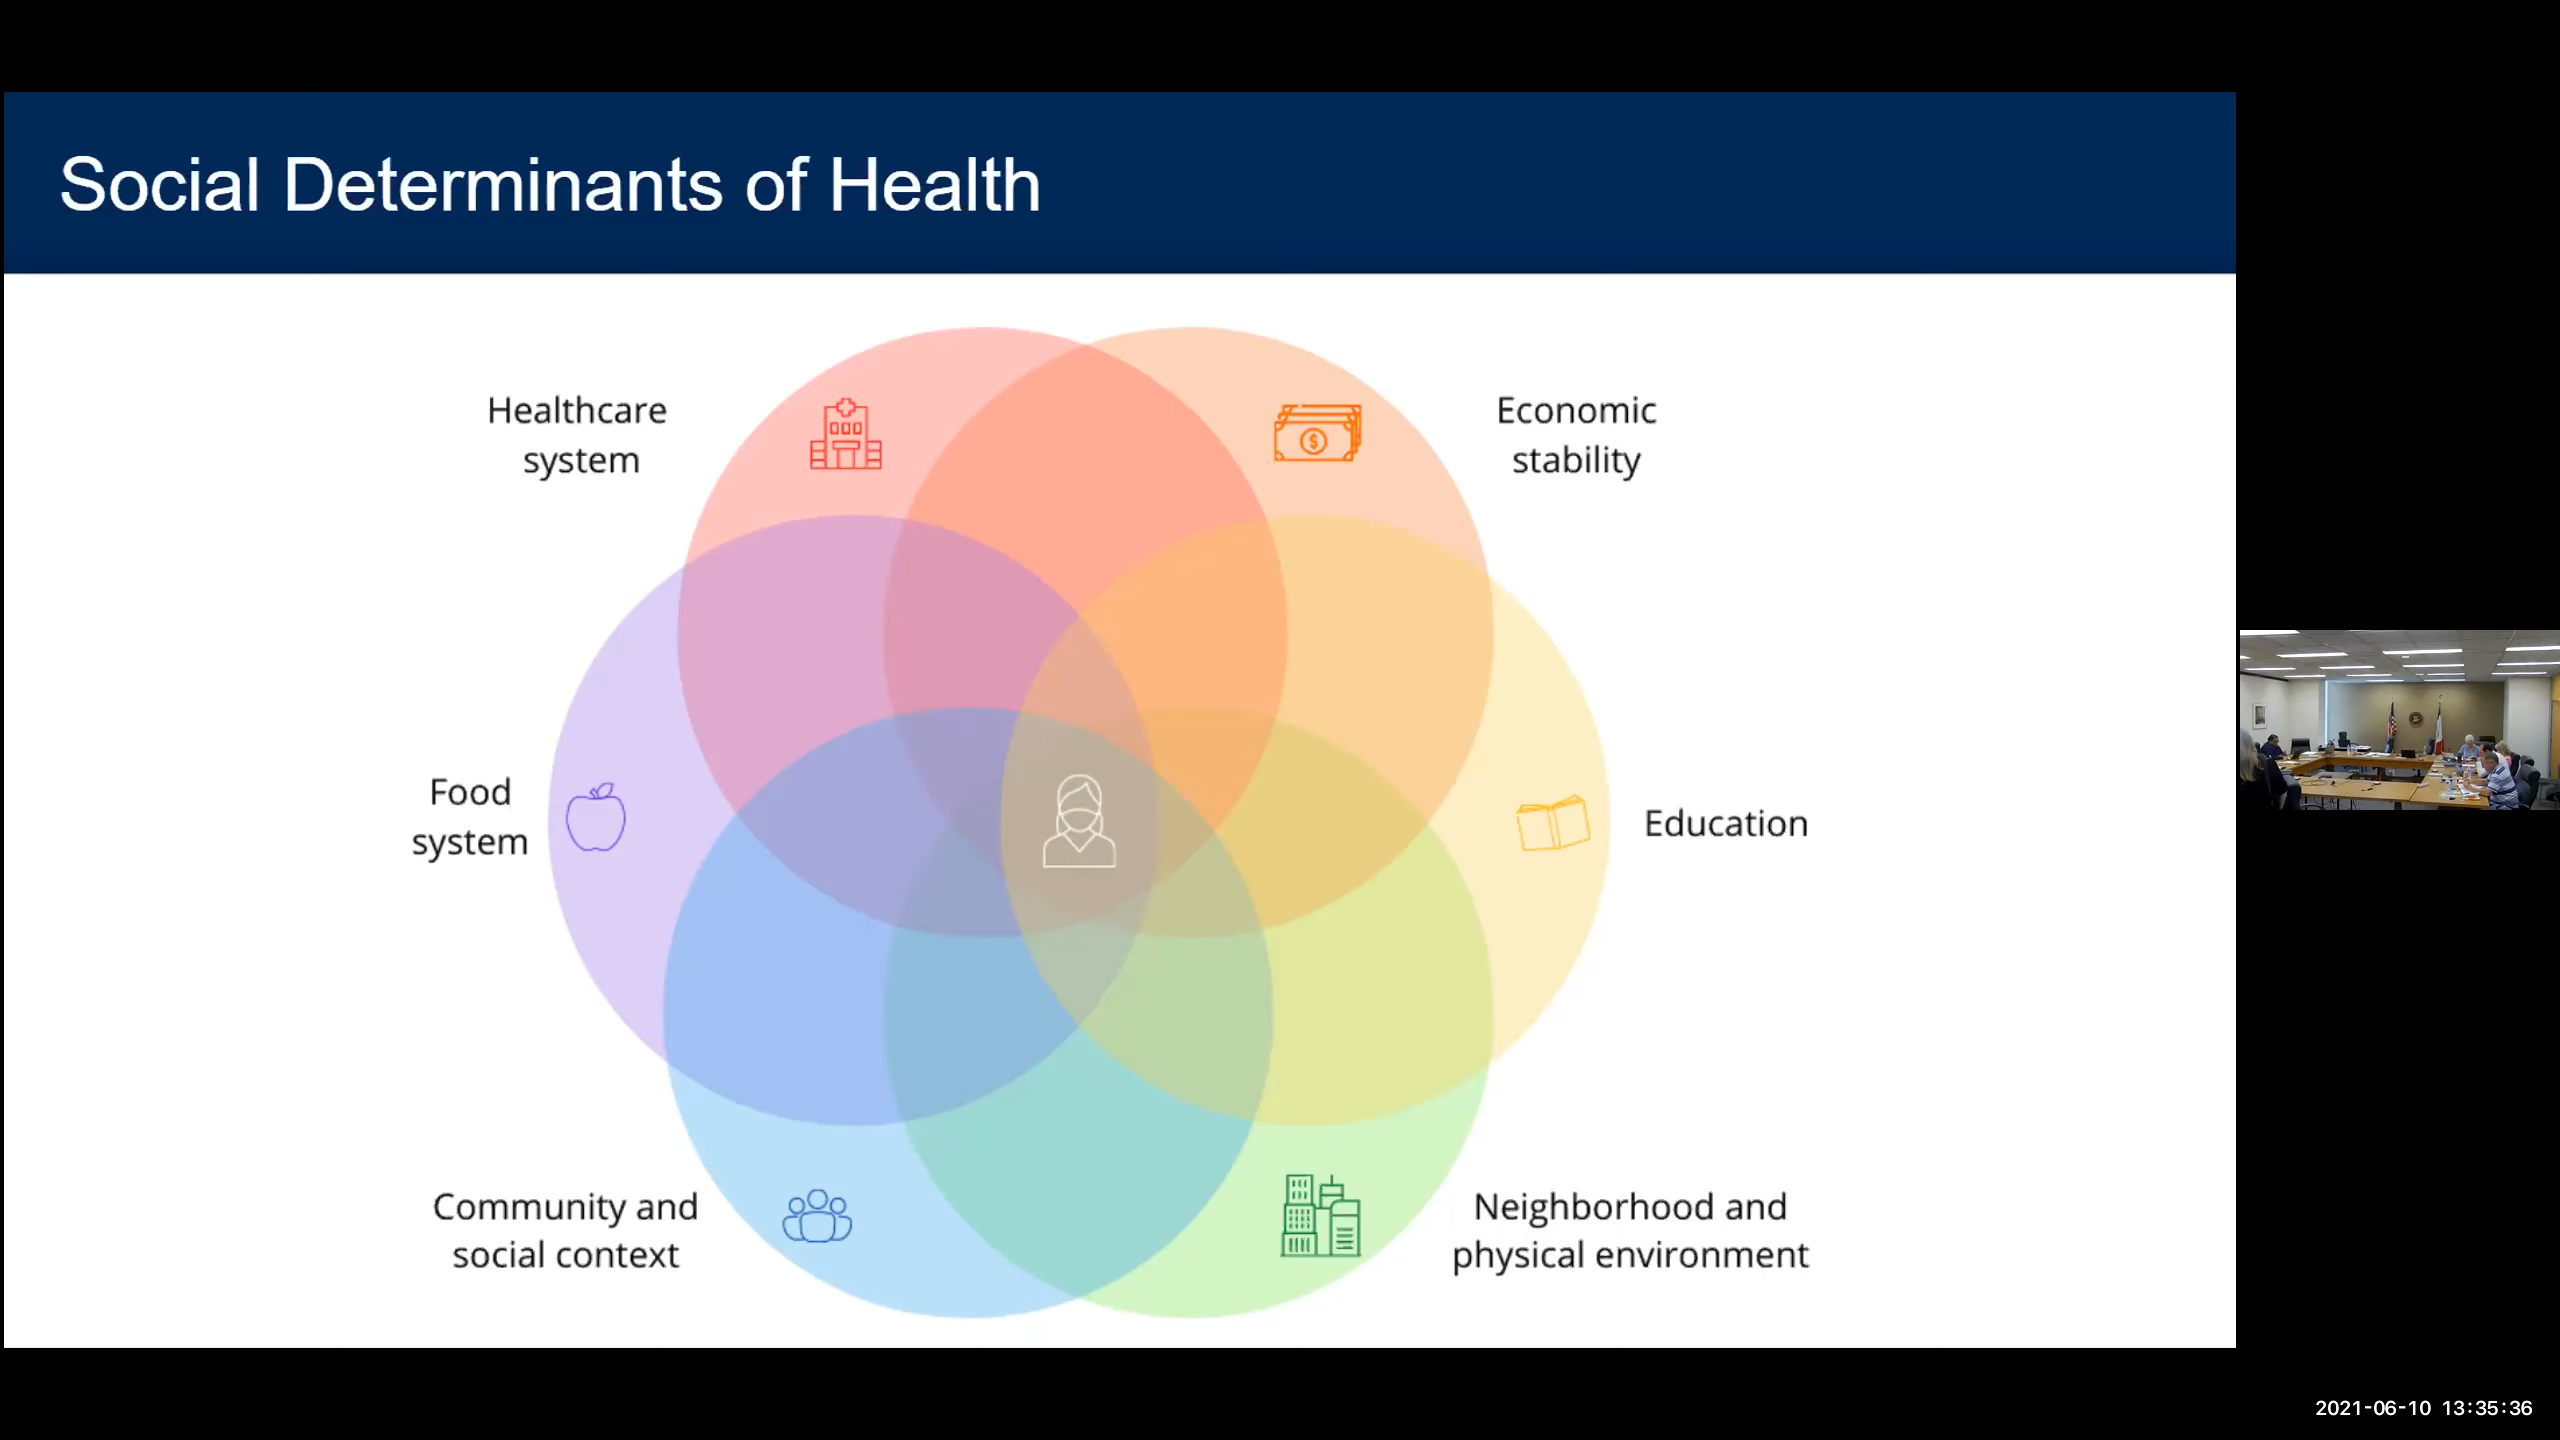 Social Determinants of Health
Healthcare
system
Economic
stability
$
Food
system
Education
Community and
social context
Neighborhood and
physical environment
2021-06-10 13:35:36